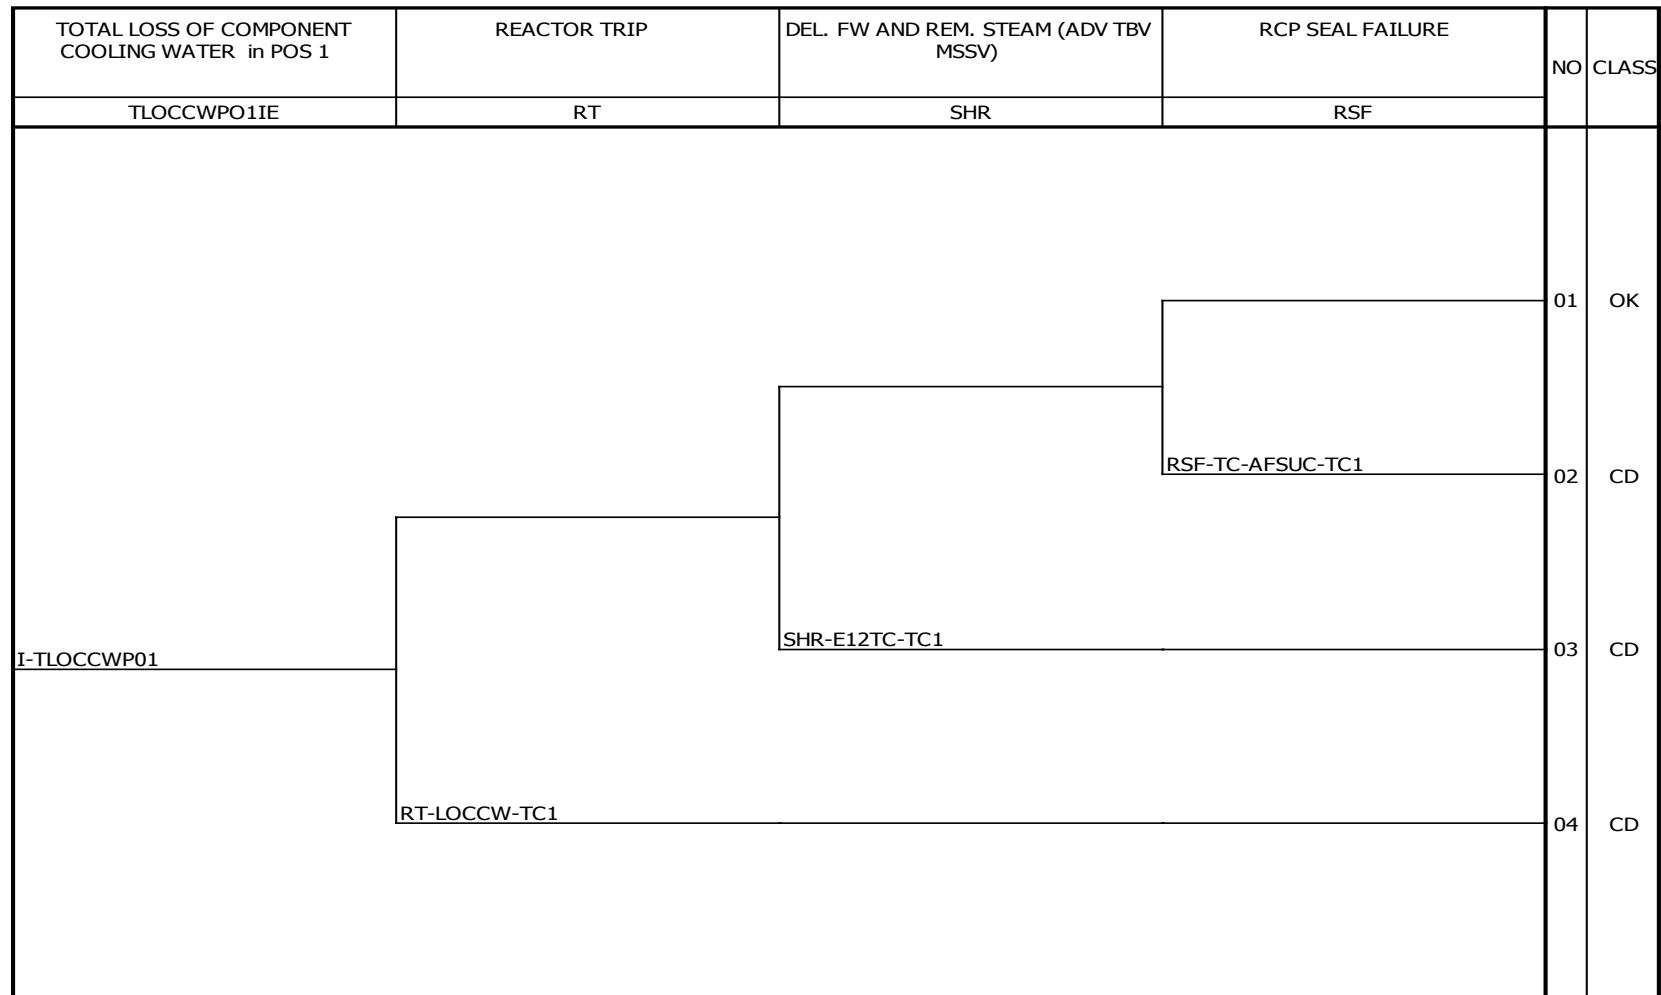 TOTAL LOSS OF COMPONENT
COOLING WATER in POS 1
REACTOR TRIP
DEL. FW AND REM. STEAM (ADV TBV
MSSV)
RCP SEAL FAILURE
NO
CLASS
TLOCCWPO1IE
RT
SHR
RSF
01
OK
RSF-TC-AFSUC-TC1
02
CD
SHR-E12TC-TC1
03
CD
I-TLOCCWP01
RT-LOCCW-TC1
04
CD